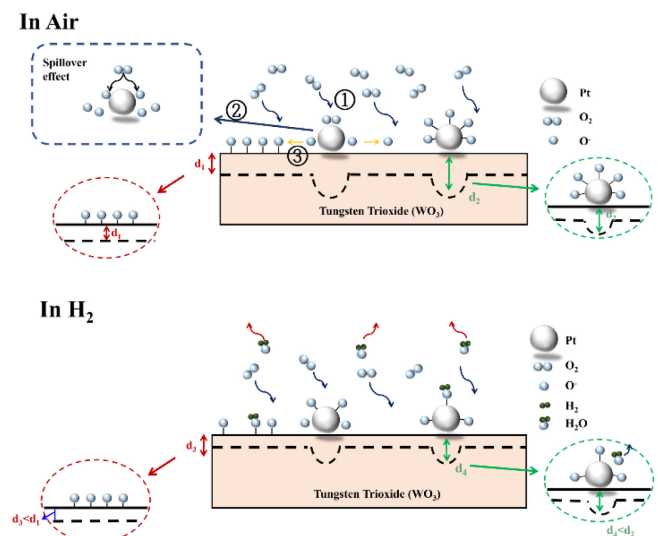 In Air
Spillover
effect
①
②
③
Pt
O₂
O⁻
d₁
d₂
Tungsten Trioxide (WO₃)
d₁
d₂
In H₂
Pt
O₂
O⁻
H₂
H₂O
d₃
d₄
Tungsten Trioxide (WO₃)
d₃<d₁
d₄<d₂